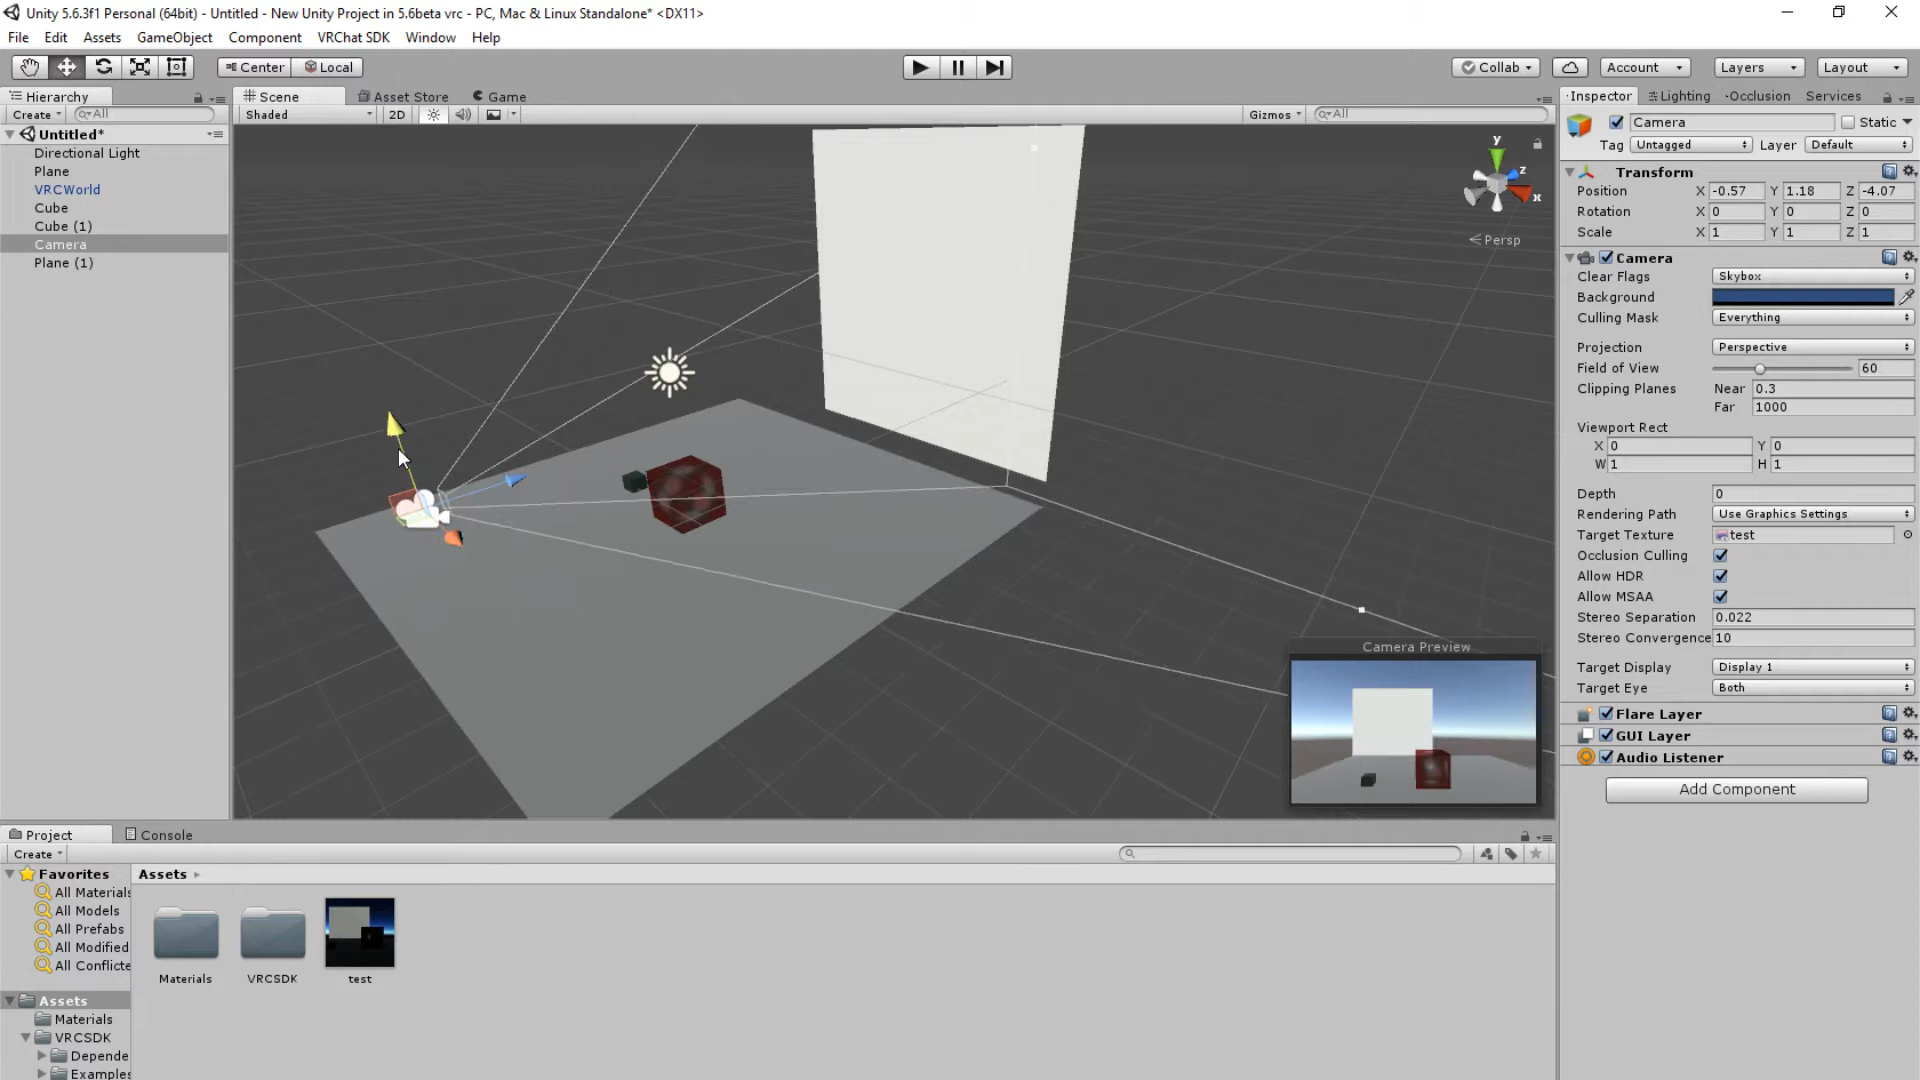 Unity 5.6.3f1 Personal (64bit) - Untitled - New Unity Project in 5.6beta vrc - PC, Mac & Linux Standalone* <DX11>
File Edit Assets GameObject Component VRChat SDK Window Help
Center Local Collab Account Layers Layout
Hierarchy
Create All
Untitled*
Directional Light
Plane
VRCWorld
Cube
Cube (1)
Camera
Plane (1)
Scene Asset Store Game
Shaded 2D Gizmos All
y
z
x
Persp
Camera Preview
Inspector Lighting Occlusion Services
Camera Static
Tag Untagged Layer Default
Transform
Position X -0.57 Y 1.18 Z -4.07
Rotation X 0 Y 0 Z 0
Scale X 1 Y 1 Z 1
Camera
Clear Flags Skybox
Background
Culling Mask Everything
Projection Perspective
Field of View 60
Clipping Planes Near 0.3
Far 1000
Viewport Rect
X 0 Y 0
W 1 H 1
Depth 0
Rendering Path Use Graphics Settings
Target Texture test
Occlusion Culling
Allow HDR
Allow MSAA
Stereo Separation 0.022
Stereo Convergence 10
Target Display Display 1
Target Eye Both
Flare Layer
GUI Layer
Audio Listener
Add Component
Project Console
Create
Favorites
All Materials
All Models
All Prefabs
All Modified
All Conflicte
Assets
Materials
VRCSDK
Depende
Examples
Assets
Materials VRCSDK test